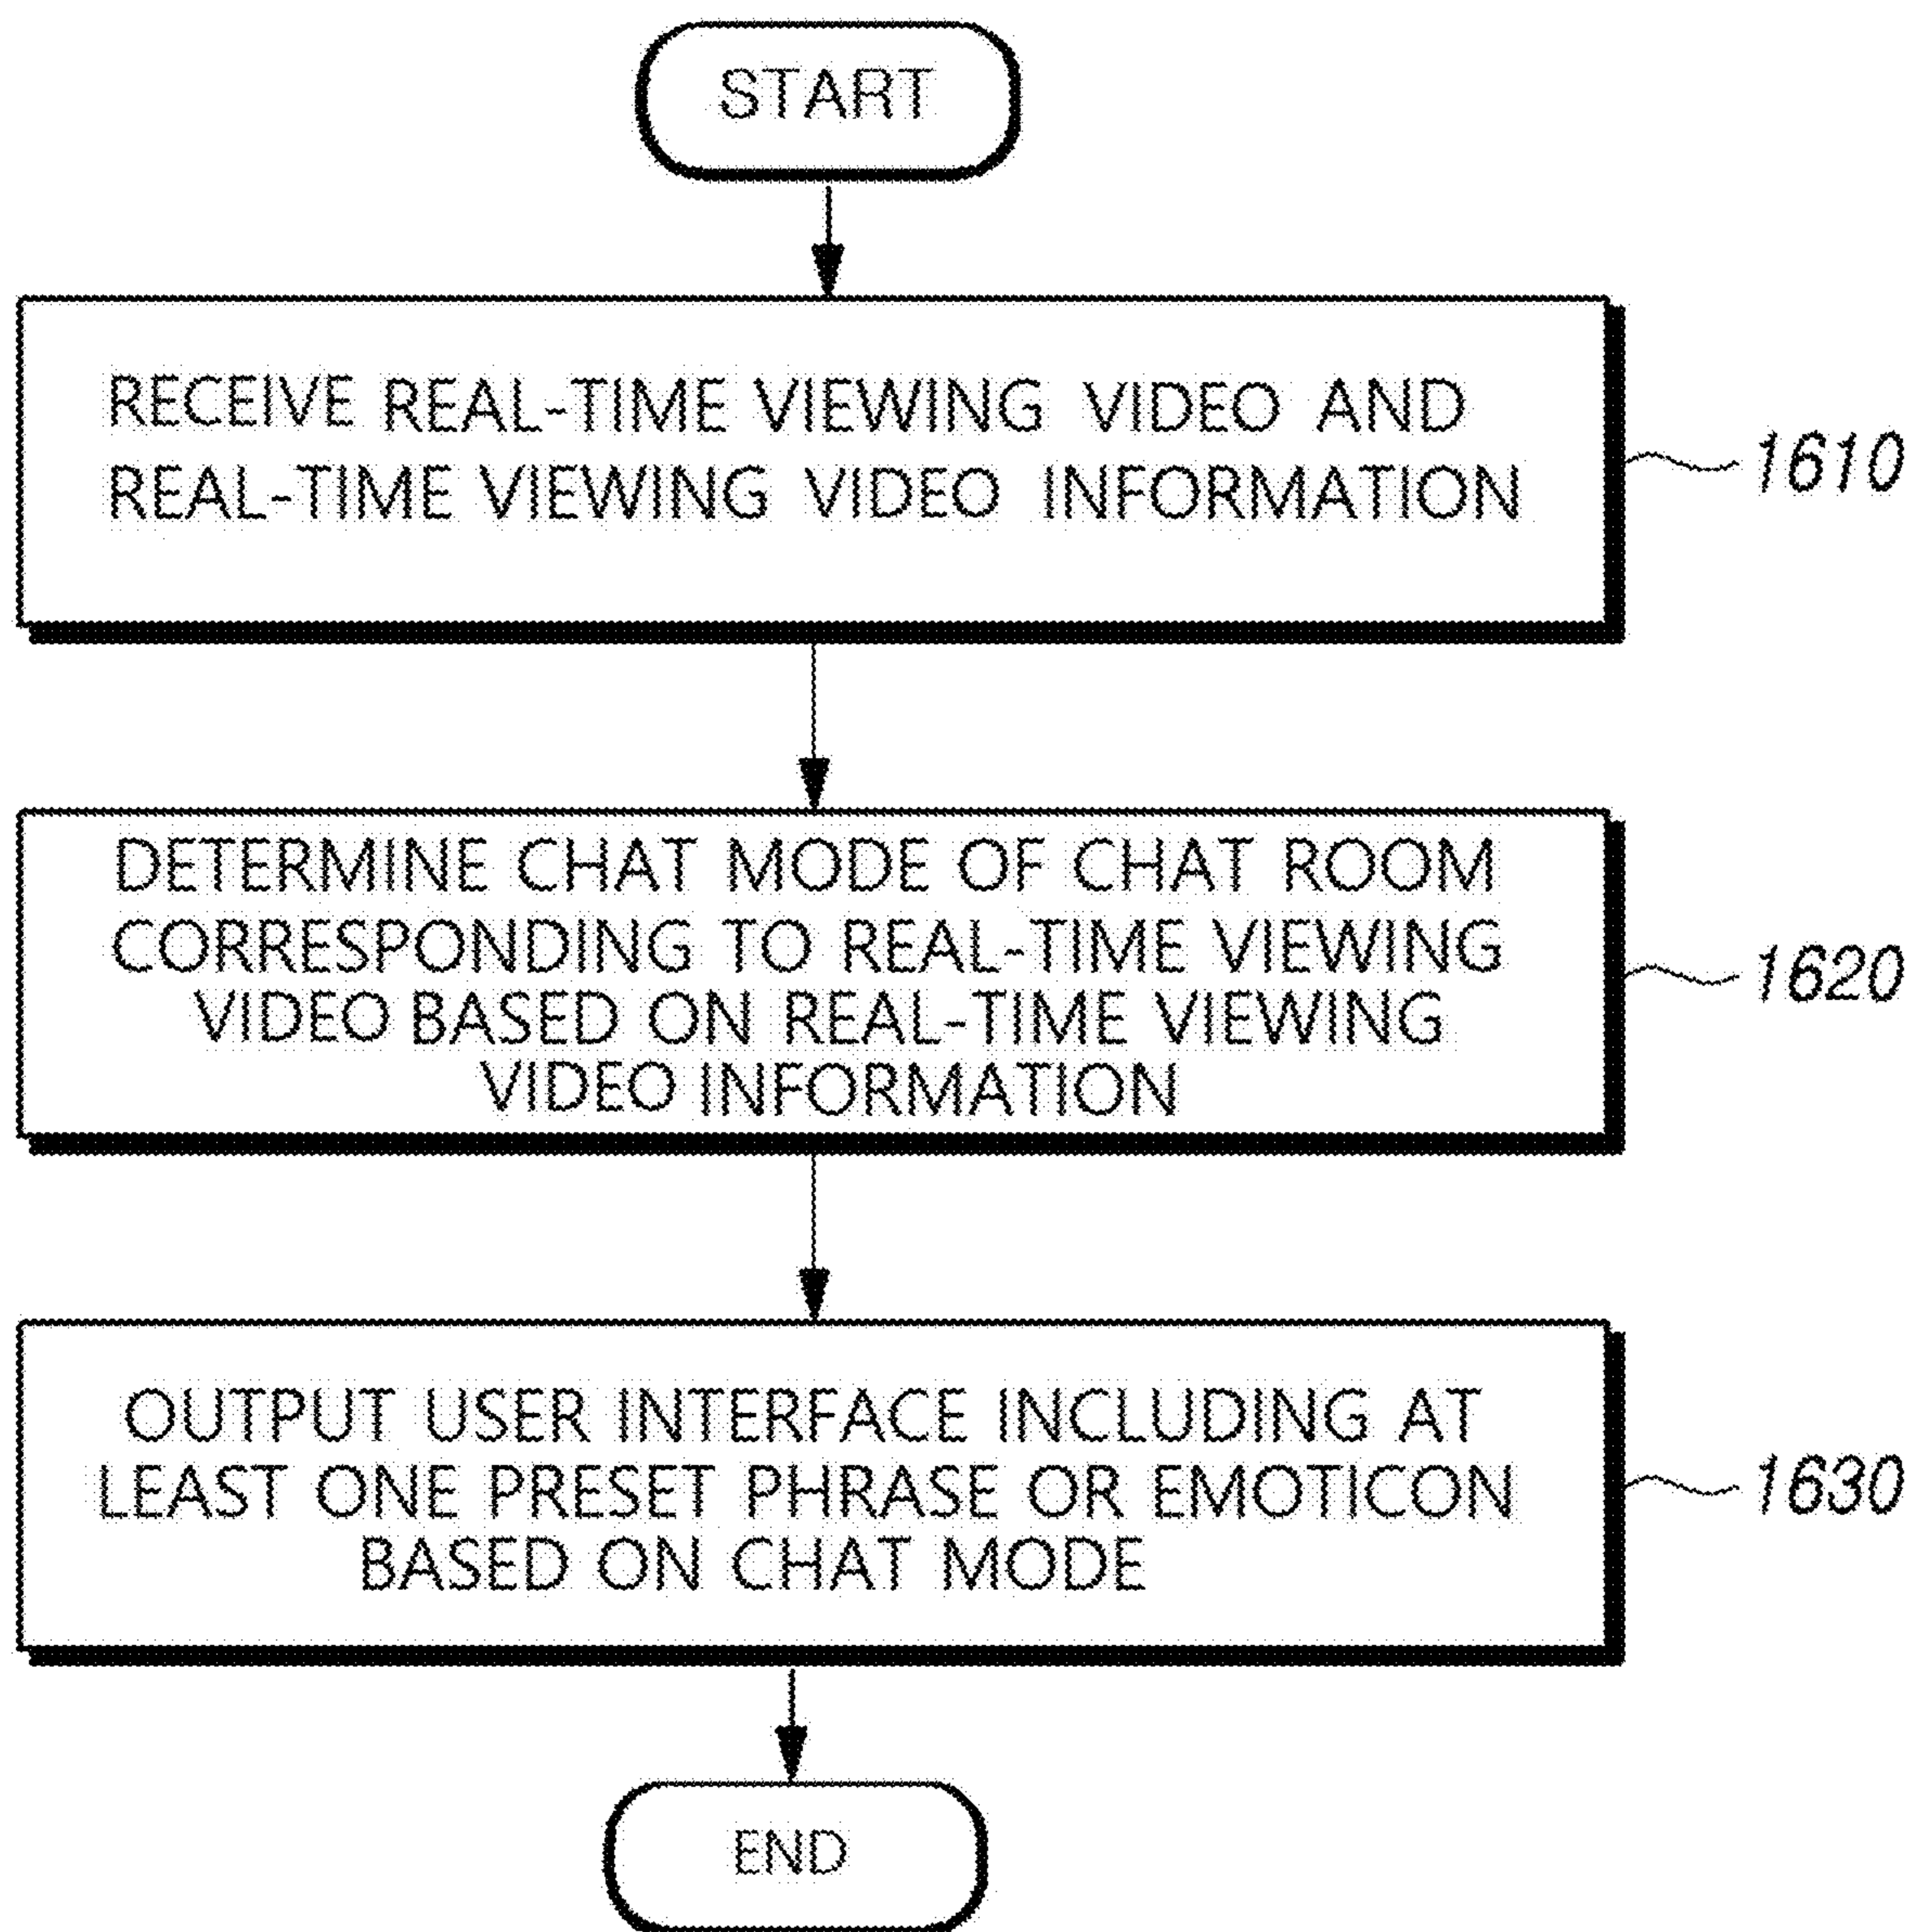 START
RECEIVE REAL-TIME VIEWING VIDEO AND
REAL-TIME VIEWING VIDEO INFORMATION
1610
DETERMINE CHAT MODE OF CHAT ROOM
CORRESPONDING TO REAL-TIME VIEWING
VIDEO BASED ON REAL-TIME VIEWING
VIDEO INFORMATION
1620
OUTPUT USER INTERFACE INCLUDING AT
LEAST ONE PRESET PHRASE OR EMOTICON
BASED ON CHAT MODE
1630
END